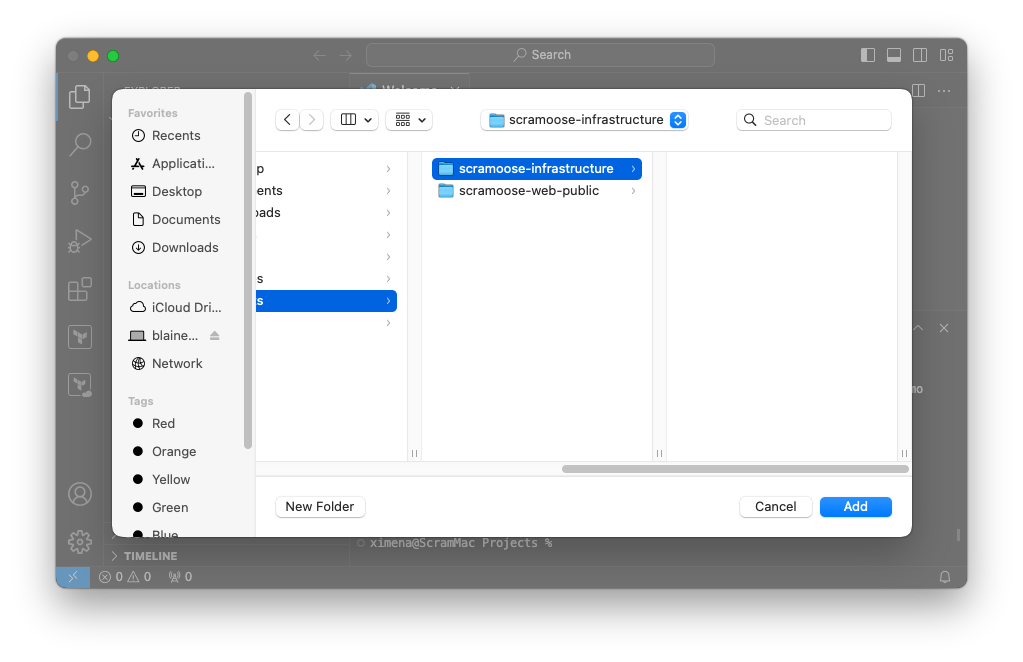 Search
EXPLORER
Welcome
Favorites
Recents
Applicati...
Desktop
Documents
Downloads
Locations
iCloud Dri...
blaine...
Network
Tags
Red
Orange
Yellow
Green
Blue
scramoose-infrastructure
Search
p
ents
oads
s
s
scramoose-infrastructure
scramoose-web-public
New Folder
Cancel
Add
mo
ximena@ScramMac Projects %
TIMELINE
0 0 0